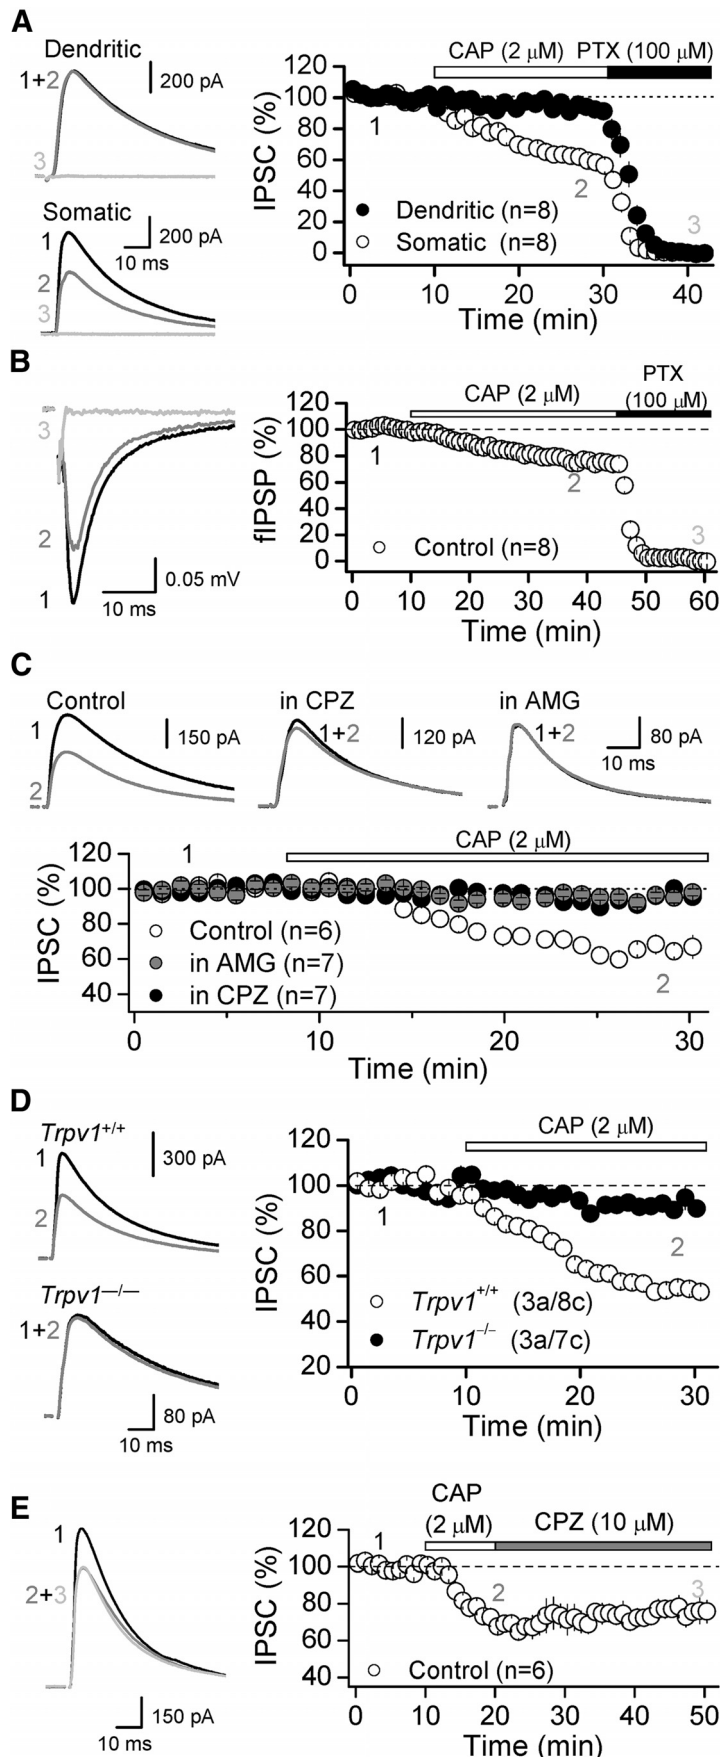 A
Dendritic
1+2
200 pA
3
Somatic
1
200 pA
10 ms
2
3
CAP (2 µM) PTX (100 µM)
120
100
80
60
40
20
0
IPSC (%)
1
2
3
Dendritic (n=8)
Somatic (n=8)
0 10 20 30 40
Time (min)
B
3
2
1
0.05 mV
10 ms
PTX
CAP (2 µM) (100 µM)
120
100
80
60
40
20
0
fIPSP (%)
1
2
3
Control (n=8)
0 10 20 30 40 50 60
Time (min)
C
Control
in CPZ
in AMG
1
2
150 pA
1+2
120 pA
1+2
80 pA
10 ms
1
CAP (2 µM)
120
100
80
60
40
IPSC (%)
Control (n=6)
in AMG (n=7)
in CPZ (n=7)
2
0 10 20 30
Time (min)
D
Trpv1+/+
1
300 pA
2
Trpv1—/—
1+2
80 pA
10 ms
CAP (2 µM)
120
100
80
60
40
20
IPSC (%)
1
2
Trpv1+/+ (3a/8c)
Trpv1-/- (3a/7c)
0 10 20 30
Time (min)
E
1
2+3
150 pA
10 ms
CAP
(2 µM) CPZ (10 µM)
120
100
80
60
40
IPSC (%)
1
2
3
Control (n=6)
0 10 20 30 40 50
Time (min)